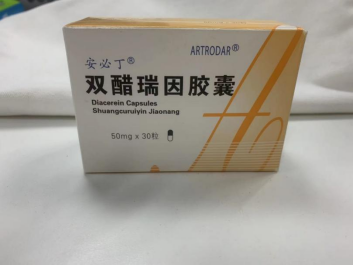 安必丁®
ARTRODAR®
双醋瑞因胶囊
Diacerein Capsules
Shuangcuruiyin Jiaonang
50mg x 30粒